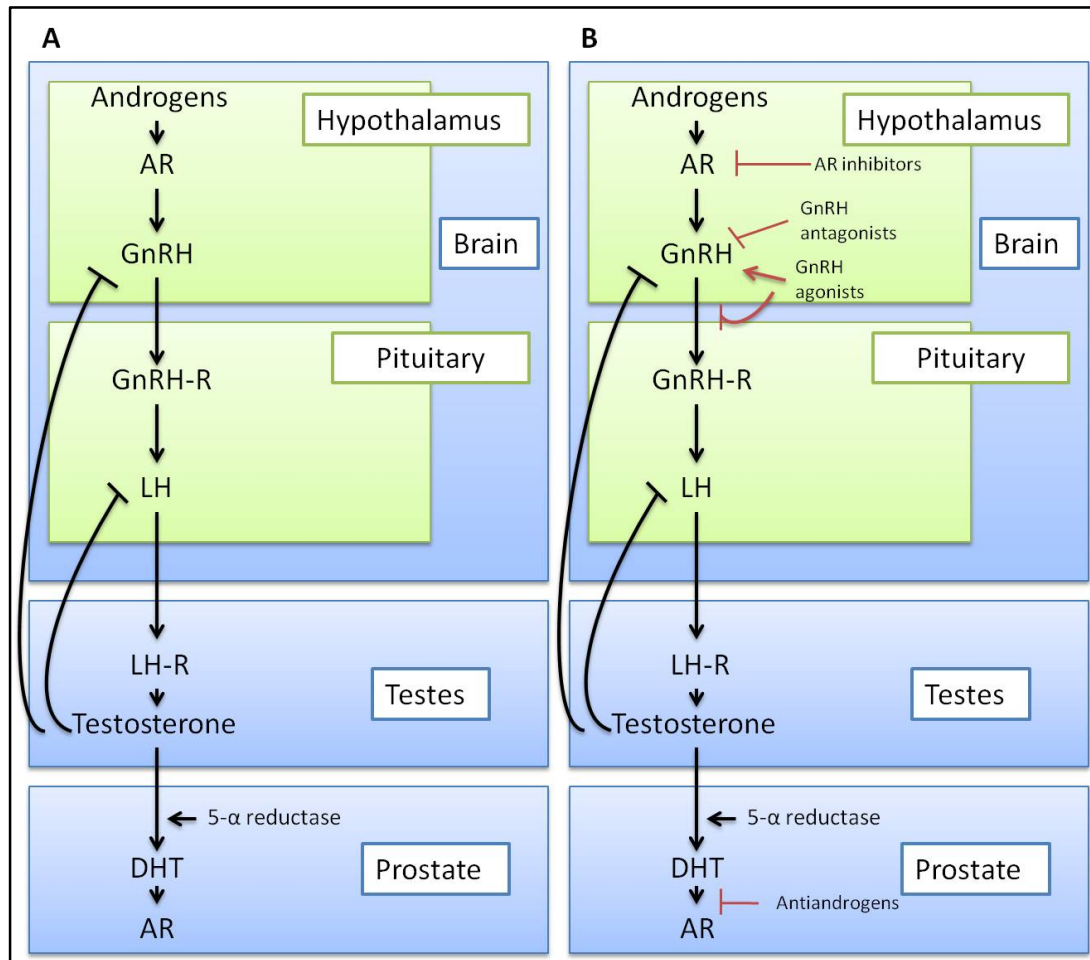 A
Androgens
Hypothalamus
AR
GnRH
Brain
Pituitary
GnRH-R
LH
LH-R
Testes
Testosterone
5-α reductase
DHT
Prostate
AR
B
Androgens
Hypothalamus
AR
AR inhibitors
GnRH
antagonists
GnRH
Brain
GnRH
agonists
Pituitary
GnRH-R
LH
LH-R
Testes
Testosterone
5-α reductase
DHT
Prostate
Antiandrogens
AR